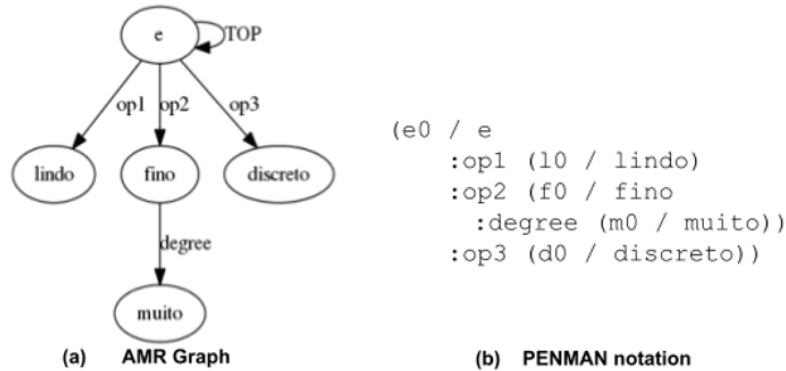 e
TOP
op1 op2 op3
lindo fino discreto
degree
muito
(a) AMR Graph
(e0 / e
:op1 (l0 / lindo)
:op2 (f0 / fino
:degree (m0 / muito))
:op3 (d0 / discreto))
(b) PENMAN notation